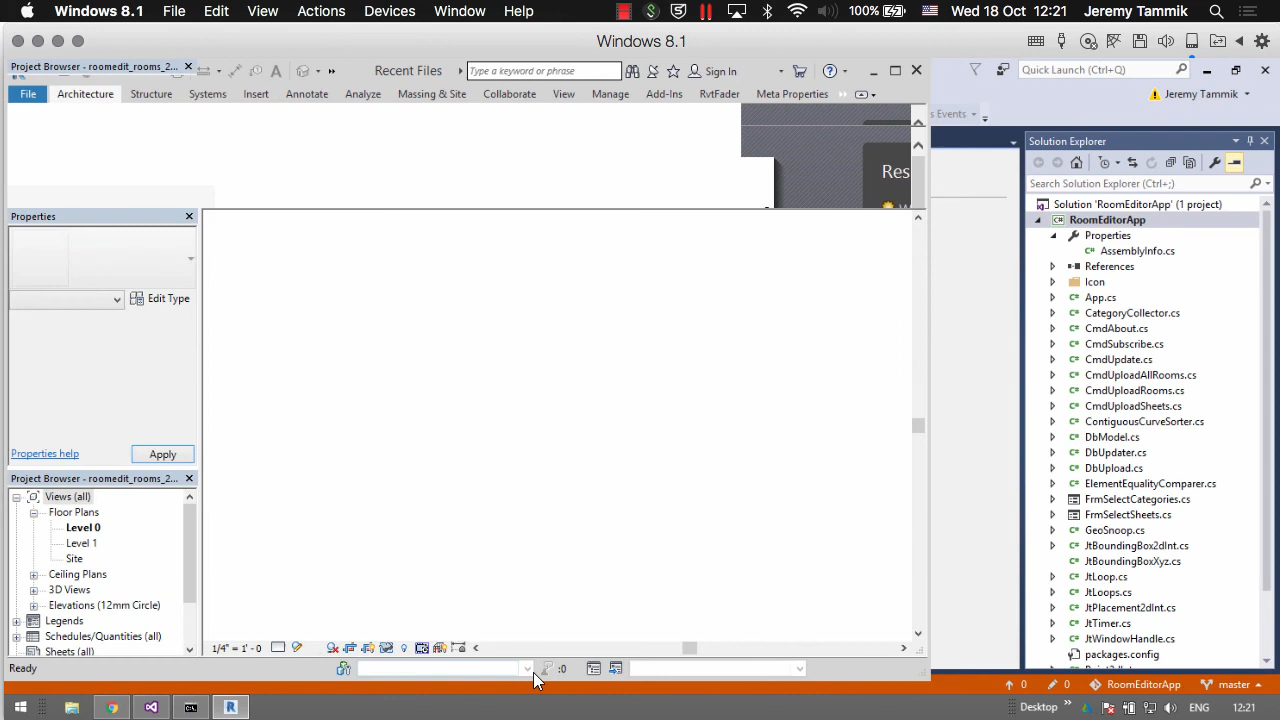 Windows 8.1 File Edit View Actions Devices Window Help 100% Wed 18 Oct 12:21 Jeremy Tammik
Windows 8.1
Project Browser - roomedit_rooms_2...
Recent Files Type a keyword or phrase Sign In
Quick Launch (Ctrl+Q)
File Architecture Structure Systems Insert Annotate Analyze Massing & Site Collaborate View Manage Add-Ins RvtFader Meta Properties
Jeremy Tammik
s Events
Solution Explorer
Search Solution Explorer (Ctrl+;)
Res
Solution 'RoomEditorApp' (1 project)
RoomEditorApp
Properties
AssemblyInfo.cs
References
Icon
App.cs
CategoryCollector.cs
CmdAbout.cs
CmdSubscribe.cs
CmdUpdate.cs
CmdUploadAllRooms.cs
CmdUploadRooms.cs
CmdUploadSheets.cs
ContiguousCurveSorter.cs
DbModel.cs
DbUpdater.cs
DbUpload.cs
ElementEqualityComparer.cs
FrmSelectCategories.cs
FrmSelectSheets.cs
GeoSnoop.cs
JtBoundingBox2dInt.cs
JtBoundingBoxXyz.cs
JtLoop.cs
JtLoops.cs
JtPlacement2dInt.cs
JtTimer.cs
JtWindowHandle.cs
packages.config
Properties
Edit Type
Properties help Apply
Project Browser - roomedit_rooms_2...
Views (all)
Floor Plans
Level 0
Level 1
Site
Ceiling Plans
3D Views
Elevations (12mm Circle)
Legends
Schedules/Quantities (all)
Sheets (all)
1/4" = 1'-0"
Ready
:0
0 0 RoomEditorApp master
Desktop ENG 12:21